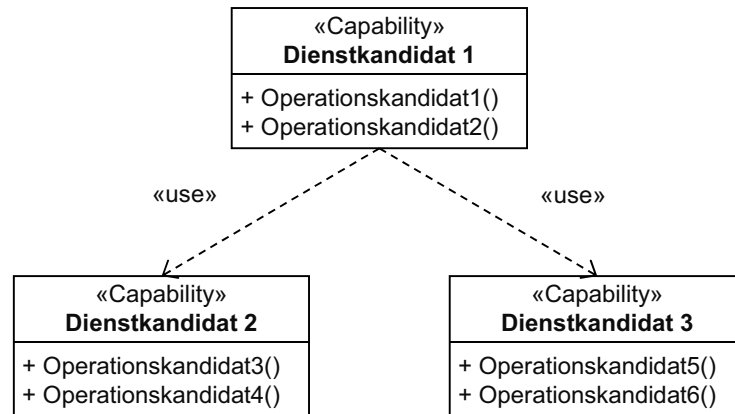 «Capability»
Dienstkandidat 1
+ Operationskandidat1()
+ Operationskandidat2()
«use»
«use»
«Capability»
Dienstkandidat 2
+ Operationskandidat3()
+ Operationskandidat4()
«Capability»
Dienstkandidat 3
+ Operationskandidat5()
+ Operationskandidat6()